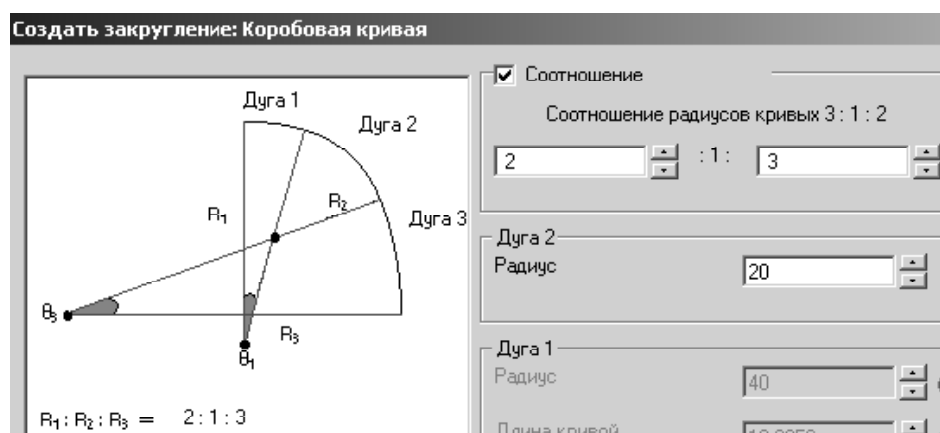 Создать закругление: Коробовая кривая
Дуга 1
Дуга 2
R₁
R₂
Дуга 3
θ₃
R₃
θ₁
R₁ : R₂ : R₃ = 2 : 1 : 3
Соотношение
Соотношение радиусов кривых 3 : 1 : 2
2 : 1 : 3
Дуга 2
Радиус 20
Дуга 1
Радиус 40
Длина кривой